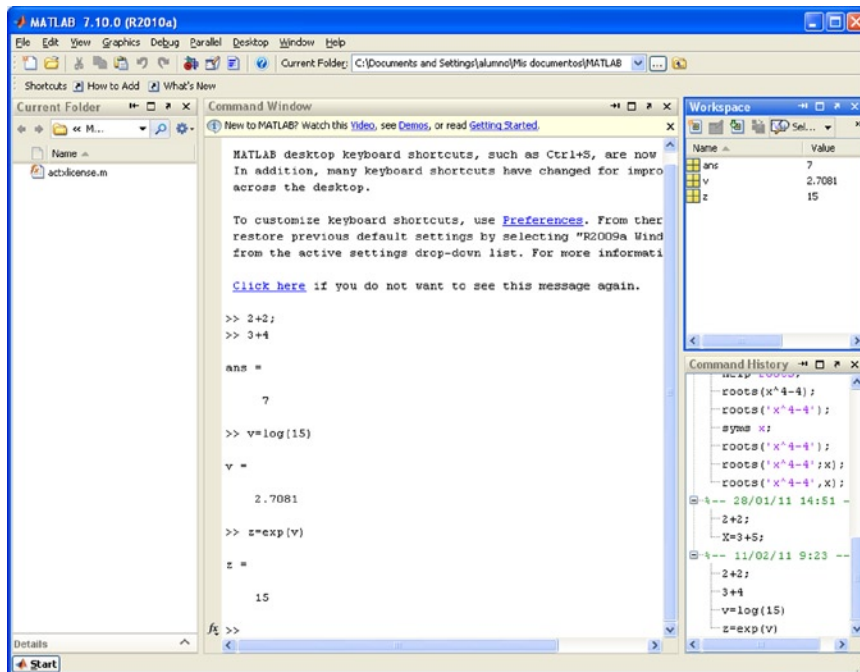 MATLAB 7.10.0 (R2010a)
File Edit View Graphics Debug Parallel Desktop Window Help
Current Folder: C:\Documents and Settings\alumno\Mis documentos\MATLAB
Shortcuts How to Add What's New
Current Folder
« M...
Name
actxlicense.m
Details
Start
Command Window
New to MATLAB? Watch this Video, see Demos, or read Getting Started.
MATLAB desktop keyboard shortcuts, such as Ctrl+S, are now
In addition, many keyboard shortcuts have changed for impro
across the desktop.
To customize keyboard shortcuts, use Preferences. From ther
restore previous default settings by selecting "R2009a Wind
from the active settings drop-down list. For more informati
Click here if you do not want to see this message again.
>> 2+2;
>> 3+4
ans =
7
>> v=log(15)
v =
2.7081
>> z=exp(v)
z =
15
fx >>
Workspace
Sel...
Name Value
ans 7
v 2.7081
z 15
Command History
help roots;
roots(x^4-4);
roots('x^4-4');
syms x;
roots('x^4-4');
roots('x^4-4';x);
roots('x^4-4',x);
%-- 28/01/11 14:51 -
2+2;
X=3+5;
%-- 11/02/11 9:23 --
2+2;
3+4
v=log(15)
z=exp(v)